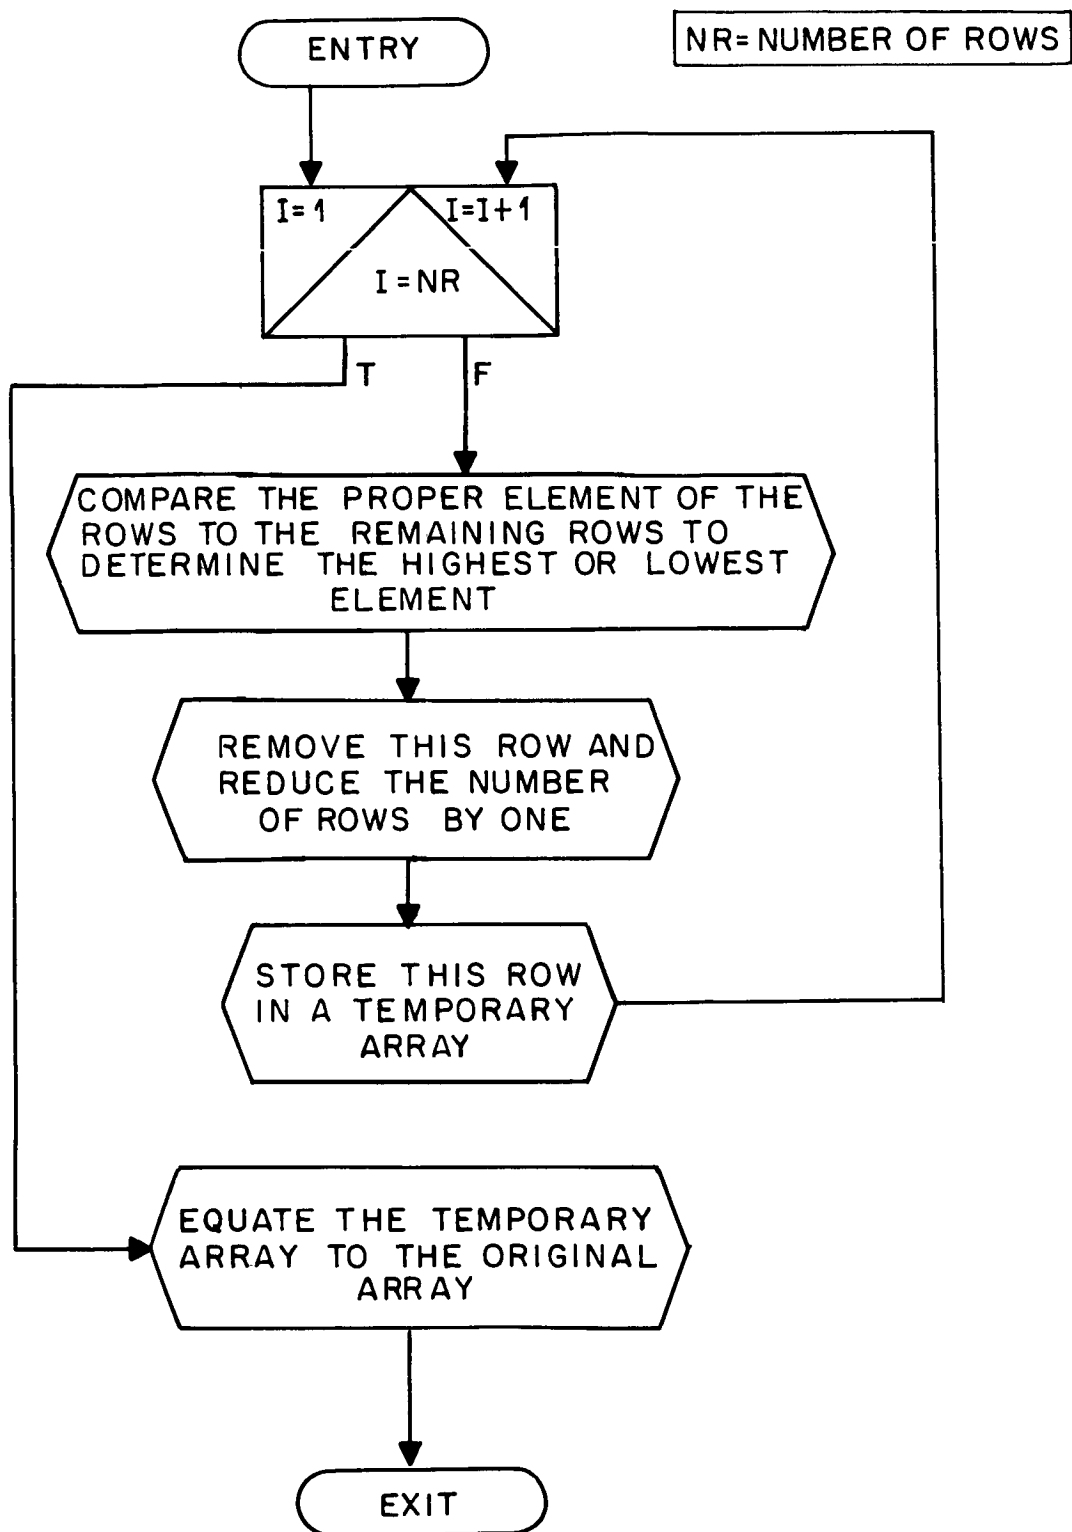 ENTRY
NR=NUMBER OF ROWS
I=1
I=I+1
I=NR
T
F
COMPARE THE PROPER ELEMENT OF THE
ROWS TO THE REMAINING ROWS TO
DETERMINE THE HIGHEST OR LOWEST
ELEMENT
REMOVE THIS ROW AND
REDUCE THE NUMBER
OF ROWS BY ONE
STORE THIS ROW
IN A TEMPORARY
ARRAY
EQUATE THE TEMPORARY
ARRAY TO THE ORIGINAL
ARRAY
EXIT